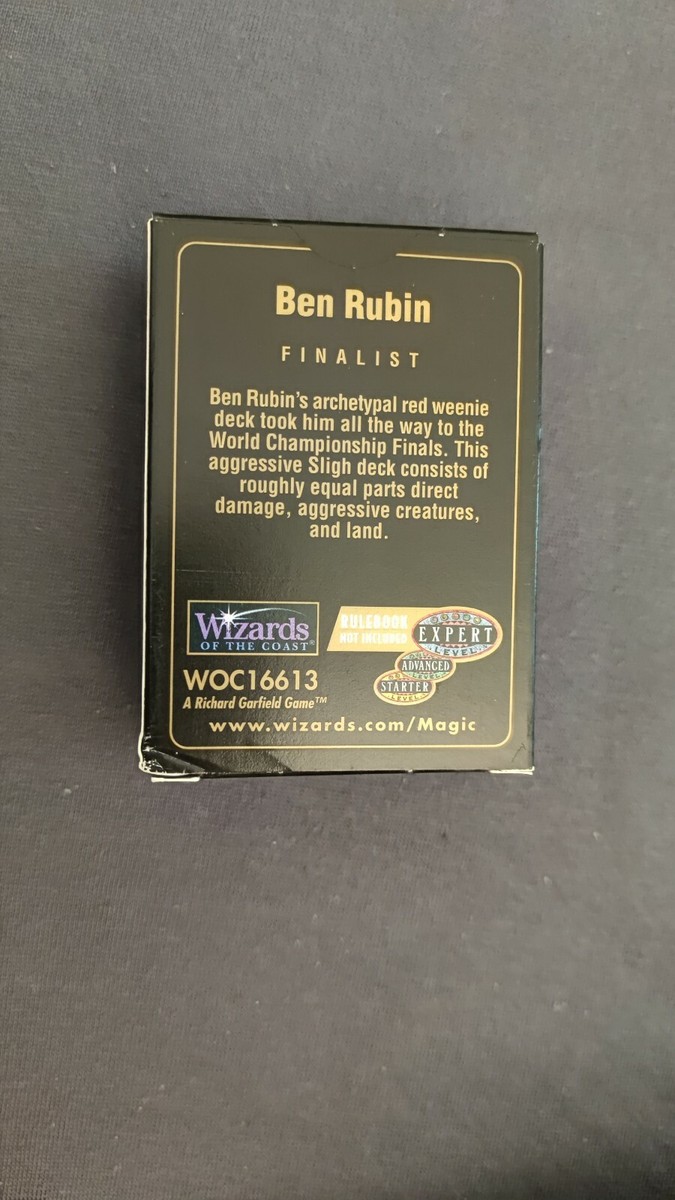 Ben Rubin
FINALIST
Ben Rubin's archetypal red weenie
deck took him all the way to the
World Championship Finals. This
aggressive Sligh deck consists of
roughly equal parts direct
damage, aggressive creatures,
and land.
Wizards
OF THE COAST®
RULEBOOK
NOT INCLUDED
EXPERT
LEVEL
ADVANCED
LEVEL
STARTER
LEVEL
WOC16613
A Richard Garfield Game™
www.wizards.com/Magic